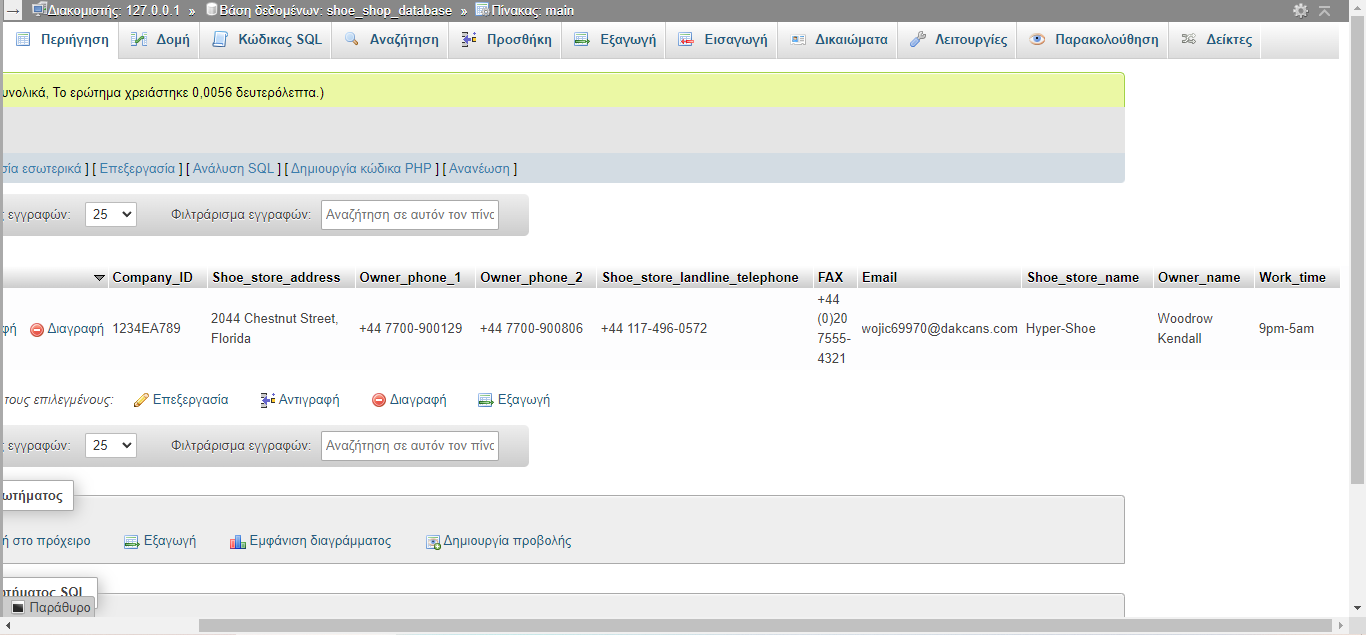 Διακομιστής: 127.0.0.1 » Βάση δεδομένων: shoe_shop_database » Πίνακας: main
Περιήγηση Δομή Κώδικας SQL Αναζήτηση Προσθήκη Εξαγωγή Εισαγωγή Δικαιώματα Λειτουργίες Παρακολούθηση Δείκτες
υνολικά, Το ερώτημα χρειάστηκε 0,0056 δευτερόλεπτα.)
σία εσωτερικά ] [ Επεξεργασία ] [ Ανάλυση SQL ] [ Δημιουργία κώδικα PHP ] [ Ανανέωση ]
ς εγγραφών: 25 Φιλτράρισμα εγγραφών: Αναζήτηση σε αυτόν τον πίνα
Company_ID Shoe_store_address Owner_phone_1 Owner_phone_2 Shoe_store_landline_telephone FAX Email Shoe_store_name Owner_name Work_time
φή Διαγραφή 1234EA789 2044 Chestnut Street, Florida +44 7700-900129 +44 7700-900806 +44 117-496-0572 +44 (0)20 7555-4321 wojic69970@dakcans.com Hyper-Shoe Woodrow Kendall 9pm-5am
τους επιλεγμένους: Επεξεργασία Αντιγραφή Διαγραφή Εξαγωγή
ς εγγραφών: 25 Φιλτράρισμα εγγραφών: Αναζήτηση σε αυτόν τον πίνα
ωτήματος
ή στο πρόχειρο Εξαγωγή Εμφάνιση διαγράμματος Δημιουργία προβολής
ωτήματος SQL
Παράθυρο